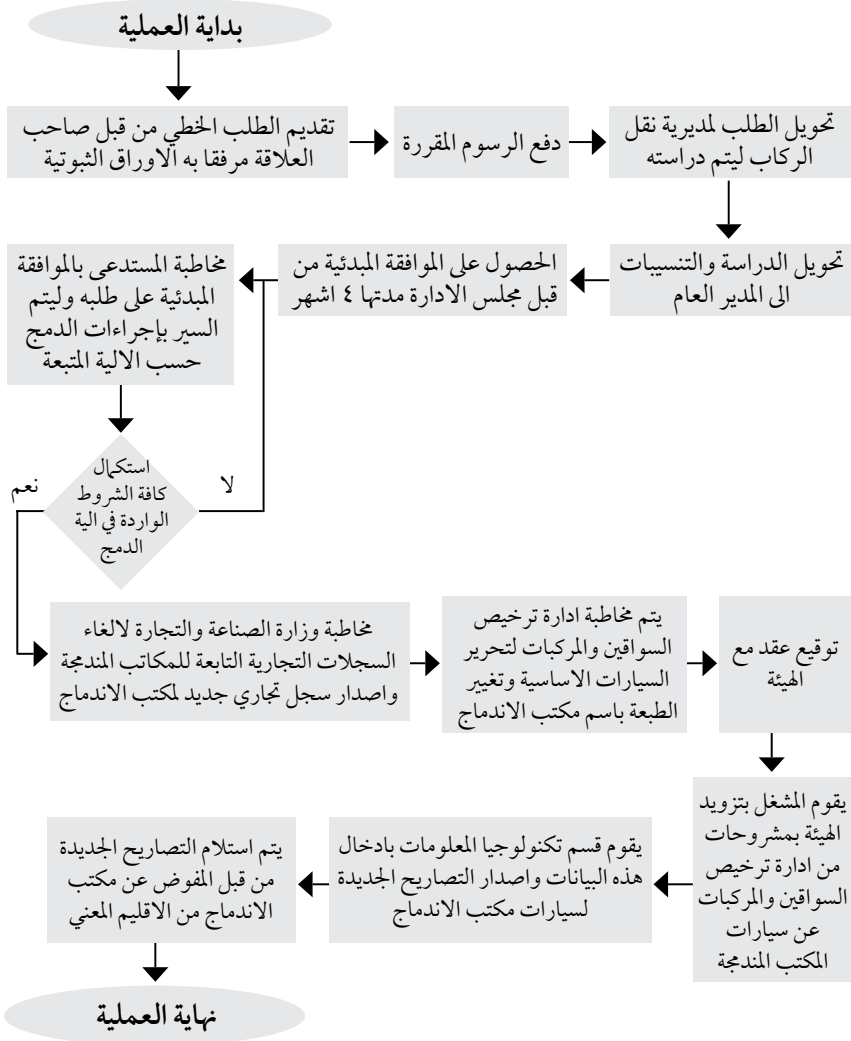 بداية العملية
تقديم الطلب الخطي من قبل صاحب
العلاقة مرفقا به الاوراق الثبوتية
دفع الرسوم المقررة
تحويل الطلب لمديرية نقل
الركاب ليتم دراسته
تحويل الدراسة والتنسيبات
الى المدير العام
الحصول على الموافقة المبدئية من
قبل مجلس الادارة مدتها ٤ اشهر
مخاطبة المستدعى بالموافقة
المبدئية على طلبه وليتم
السير بإجراءات الدمج
حسب الالية المتبعة
استكمال
كافة الشروط
الواردة في الية
الدمج
لا
نعم
مخاطبة وزارة الصناعة والتجارة لالغاء
السجلات التجارية التابعة للمكاتب المندمجة
واصدار سجل تجاري جديد لمكتب الاندماج
يتم مخاطبة ادارة ترخيص
السواقين والمركبات لتحرير
السيارات الاساسية وتغيير
الطبعة باسم مكتب الاندماج
توقيع عقد مع
الهيئة
يقوم المشغل بتزويد
الهيئة بمشروحات
من ادارة ترخيص
السواقين والمركبات
عن سيارات
المكتب المندمجة
يقوم قسم تكنولوجيا المعلومات بادخال
هذه البيانات واصدار التصاريح الجديدة
لسيارات مكتب الاندماج
يتم استلام التصاريح الجديدة
من قبل المفوض عن مكتب
الاندماج من الاقليم المعني
نهاية العملية